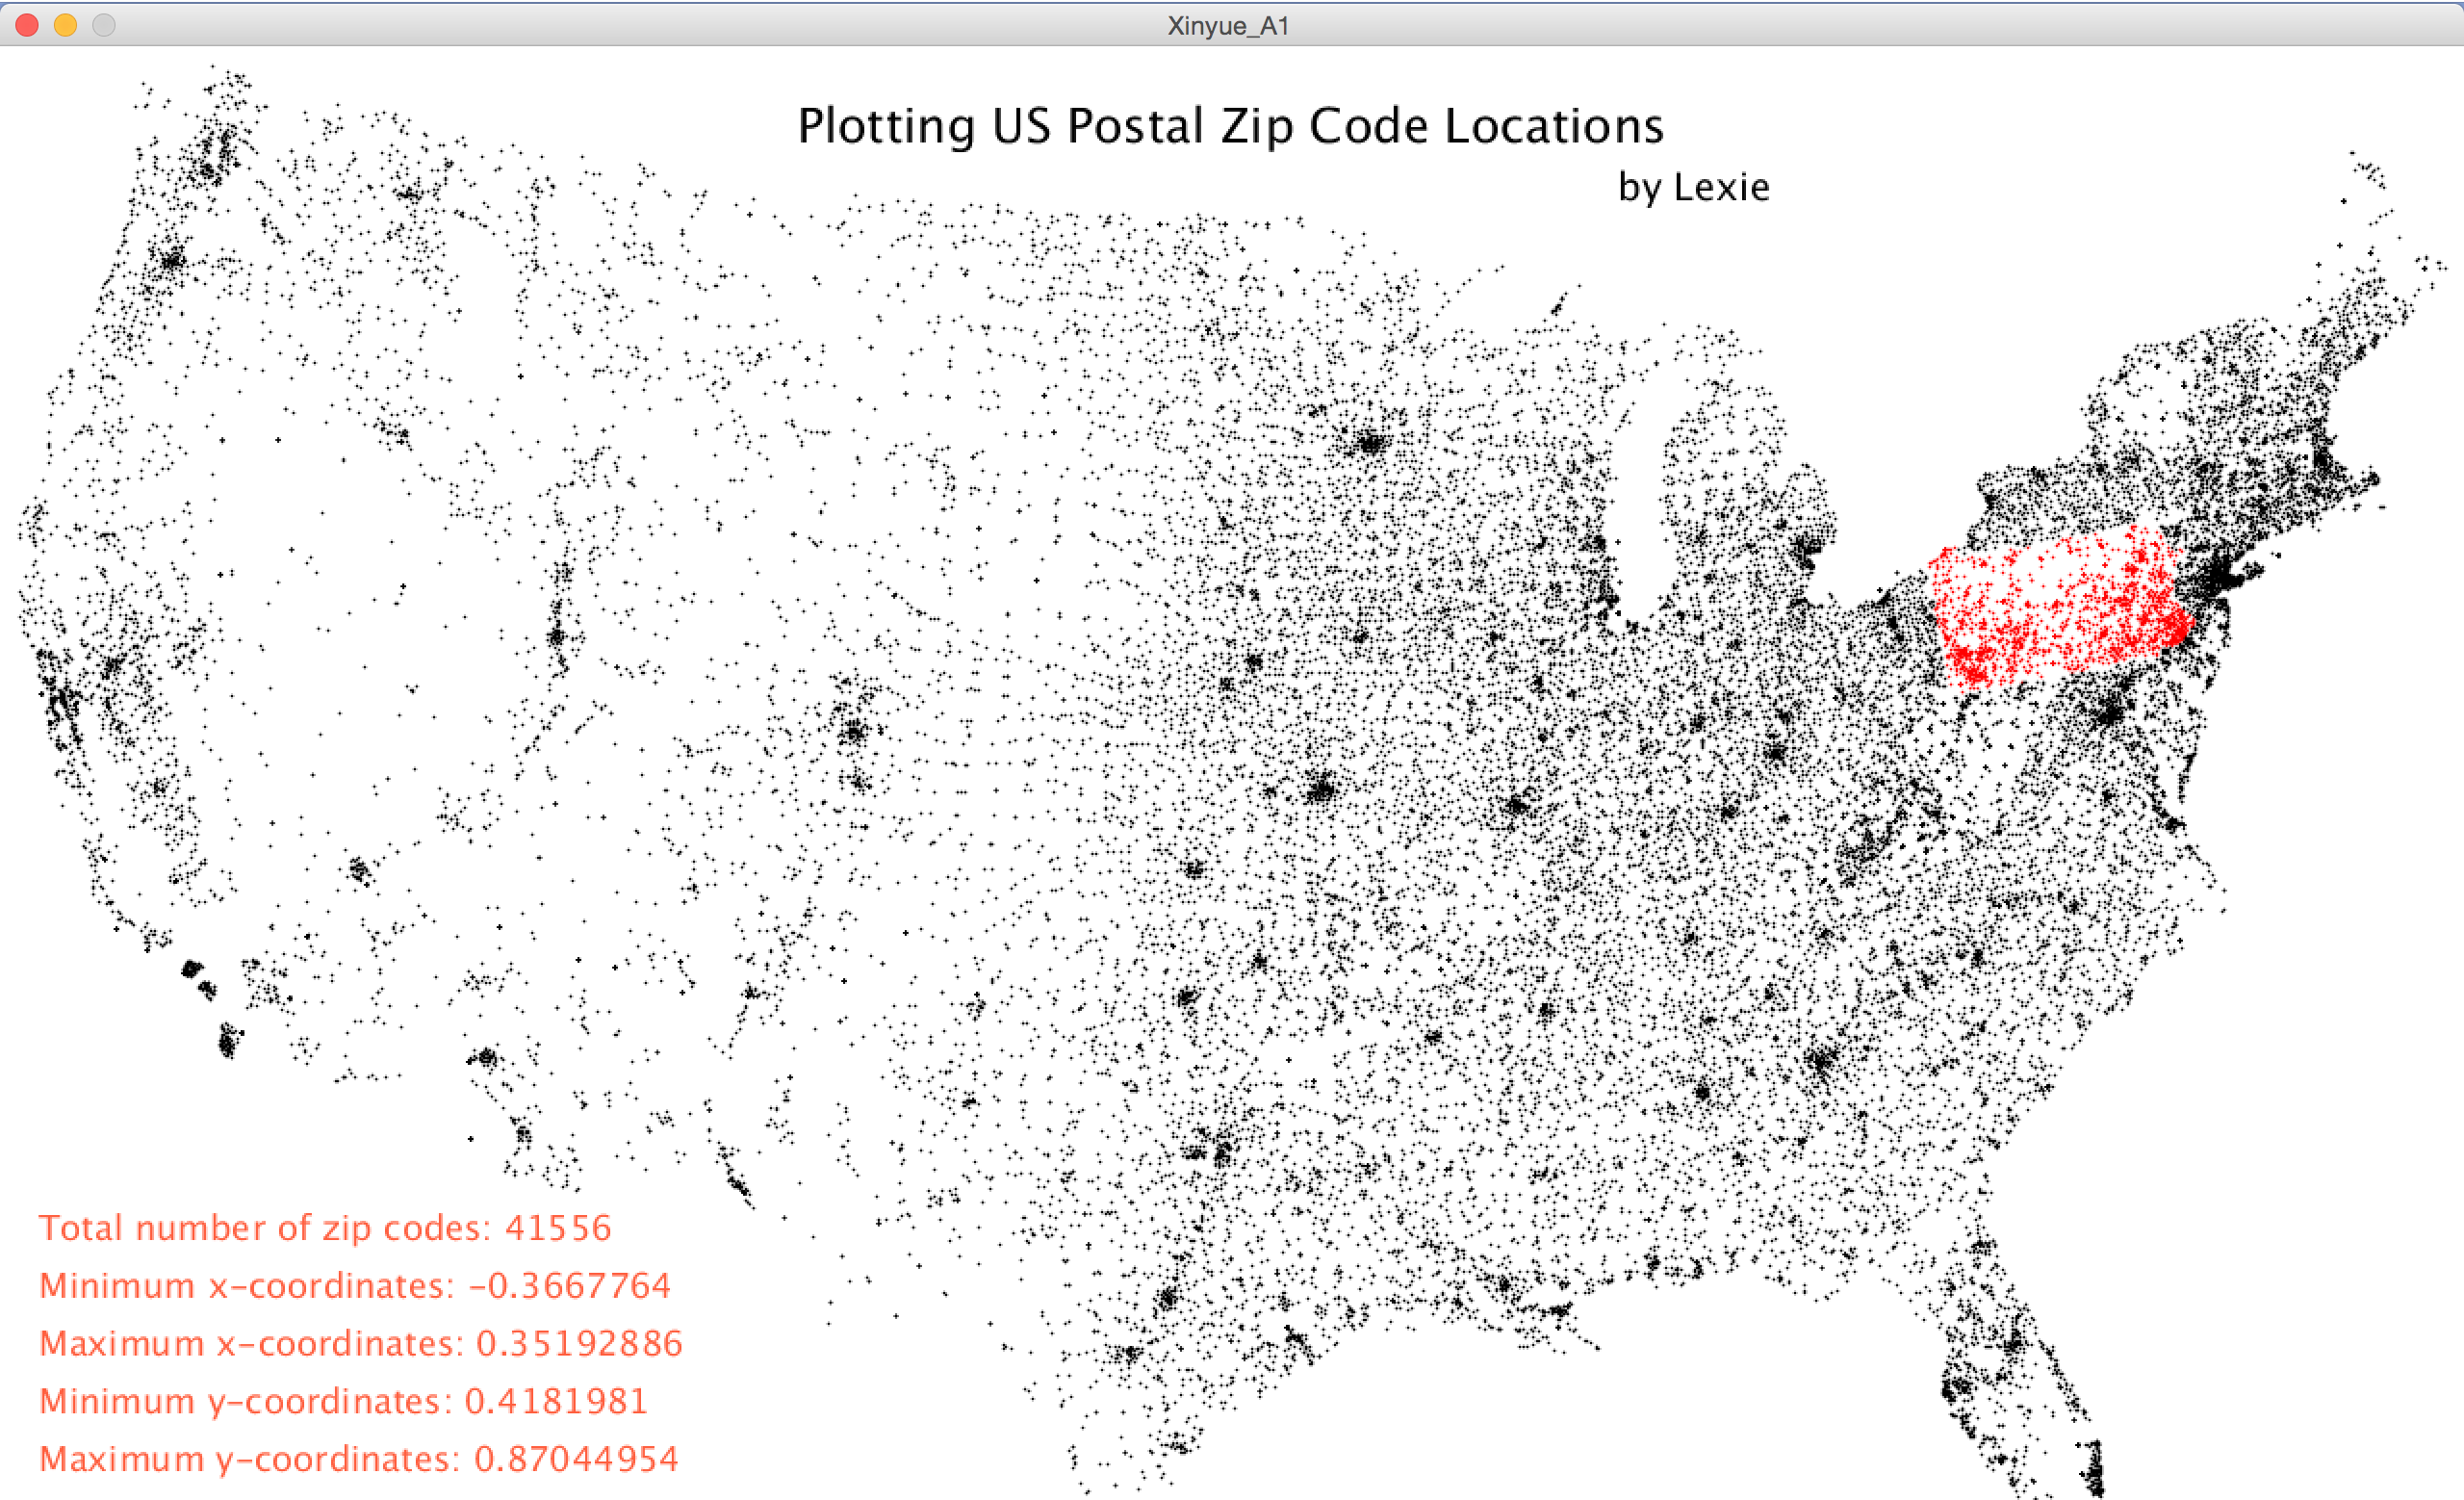 Xinyue_A1
Plotting US Postal Zip Code Locations
by Lexie
Total number of zip codes: 41556
Minimum x-coordinates: -0.3667764
Maximum x-coordinates: 0.35192886
Minimum y-coordinates: 0.4181981
Maximum y-coordinates: 0.87044954